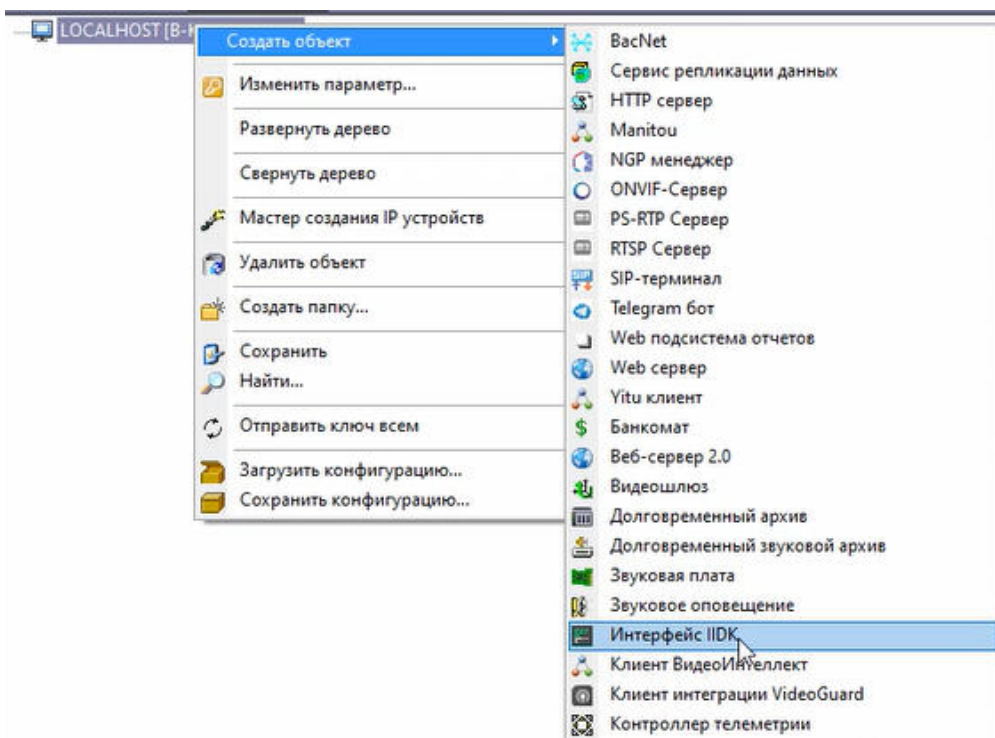 LOCALHOST [B-
Создать объект
Изменить параметр...
Развернуть дерево
Свернуть дерево
Мастер создания IP устройств
Удалить объект
Создать папку...
Сохранить
Найти...
Отправить ключ всем
Загрузить конфигурацию...
Сохранить конфигурацию...
BacNet
Сервис репликации данных
HTTP сервер
Manitou
NGP менеджер
ONVIF-Сервер
PS-RTP Сервер
RTSP Сервер
SIP-терминал
Telegram бот
Web подсистема отчетов
Web сервер
Yitu клиент
Банкомат
Веб-сервер 2.0
Видеошлюз
Долговременный архив
Долговременный звуковой архив
Звуковая плата
Звуковое оповещение
Интерфейс IIDK
Клиент ВидеоИнтеллект
Клиент интеграции VideoGuard
Контроллер телеметрии